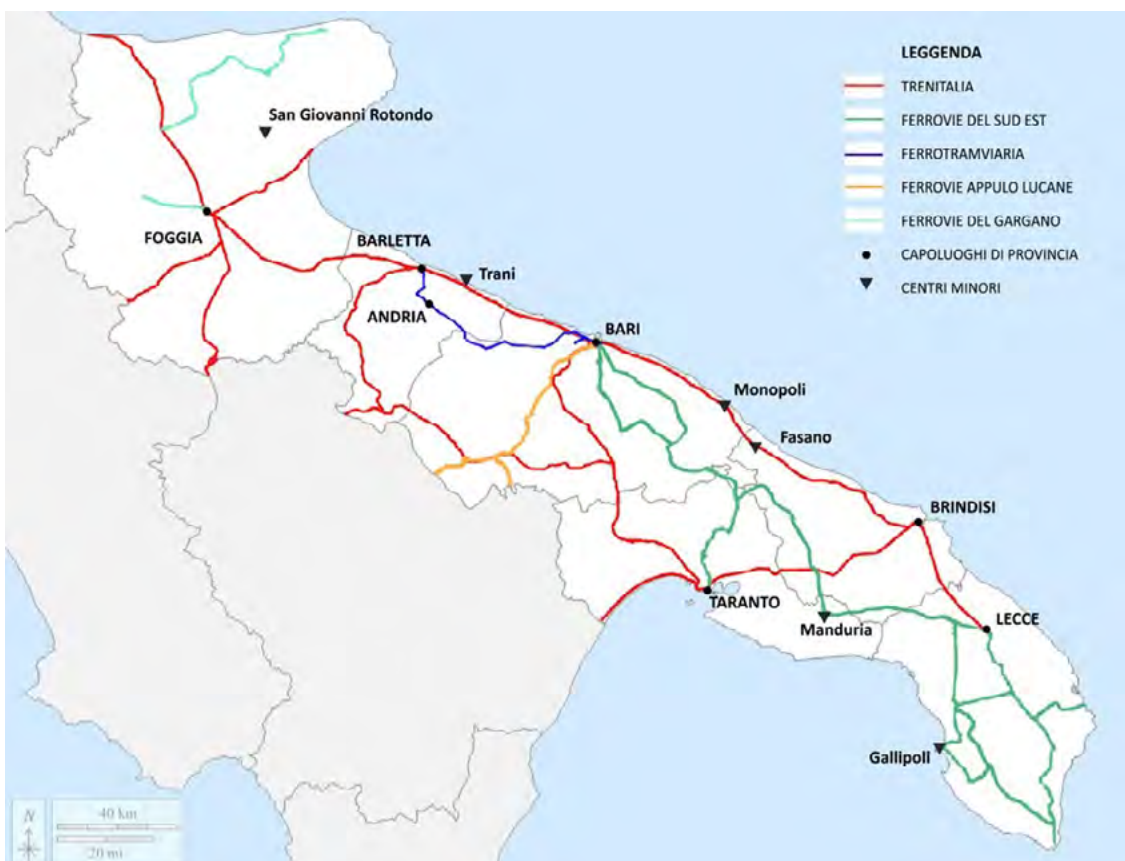 LEGGENDA
TRENITALIA
FERROVIE DEL SUD EST
FERROTRAMVIARIA
FERROVIE APPULO LUCANE
FERROVIE DEL GARGANO
CAPOLUOGHI DI PROVINCIA
CENTRI MINORI
San Giovanni Rotondo
FOGGIA
BARLETTA
Trani
ANDRIA
BARI
Monopoli
Fasano
BRINDISI
TARANTO
Manduria
LECCE
Gallipoli
N
40 km
20 mi